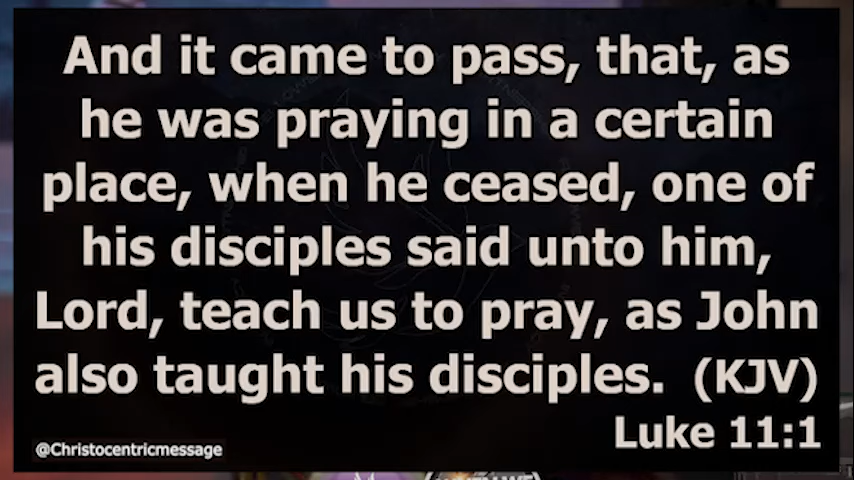 And it came to pass, that, as
he was praying in a certain
place, when he ceased, one of
his disciples said unto him,
Lord, teach us to pray, as John
also taught his disciples. (KJV)
Luke 11:1
@Christocentricmessage